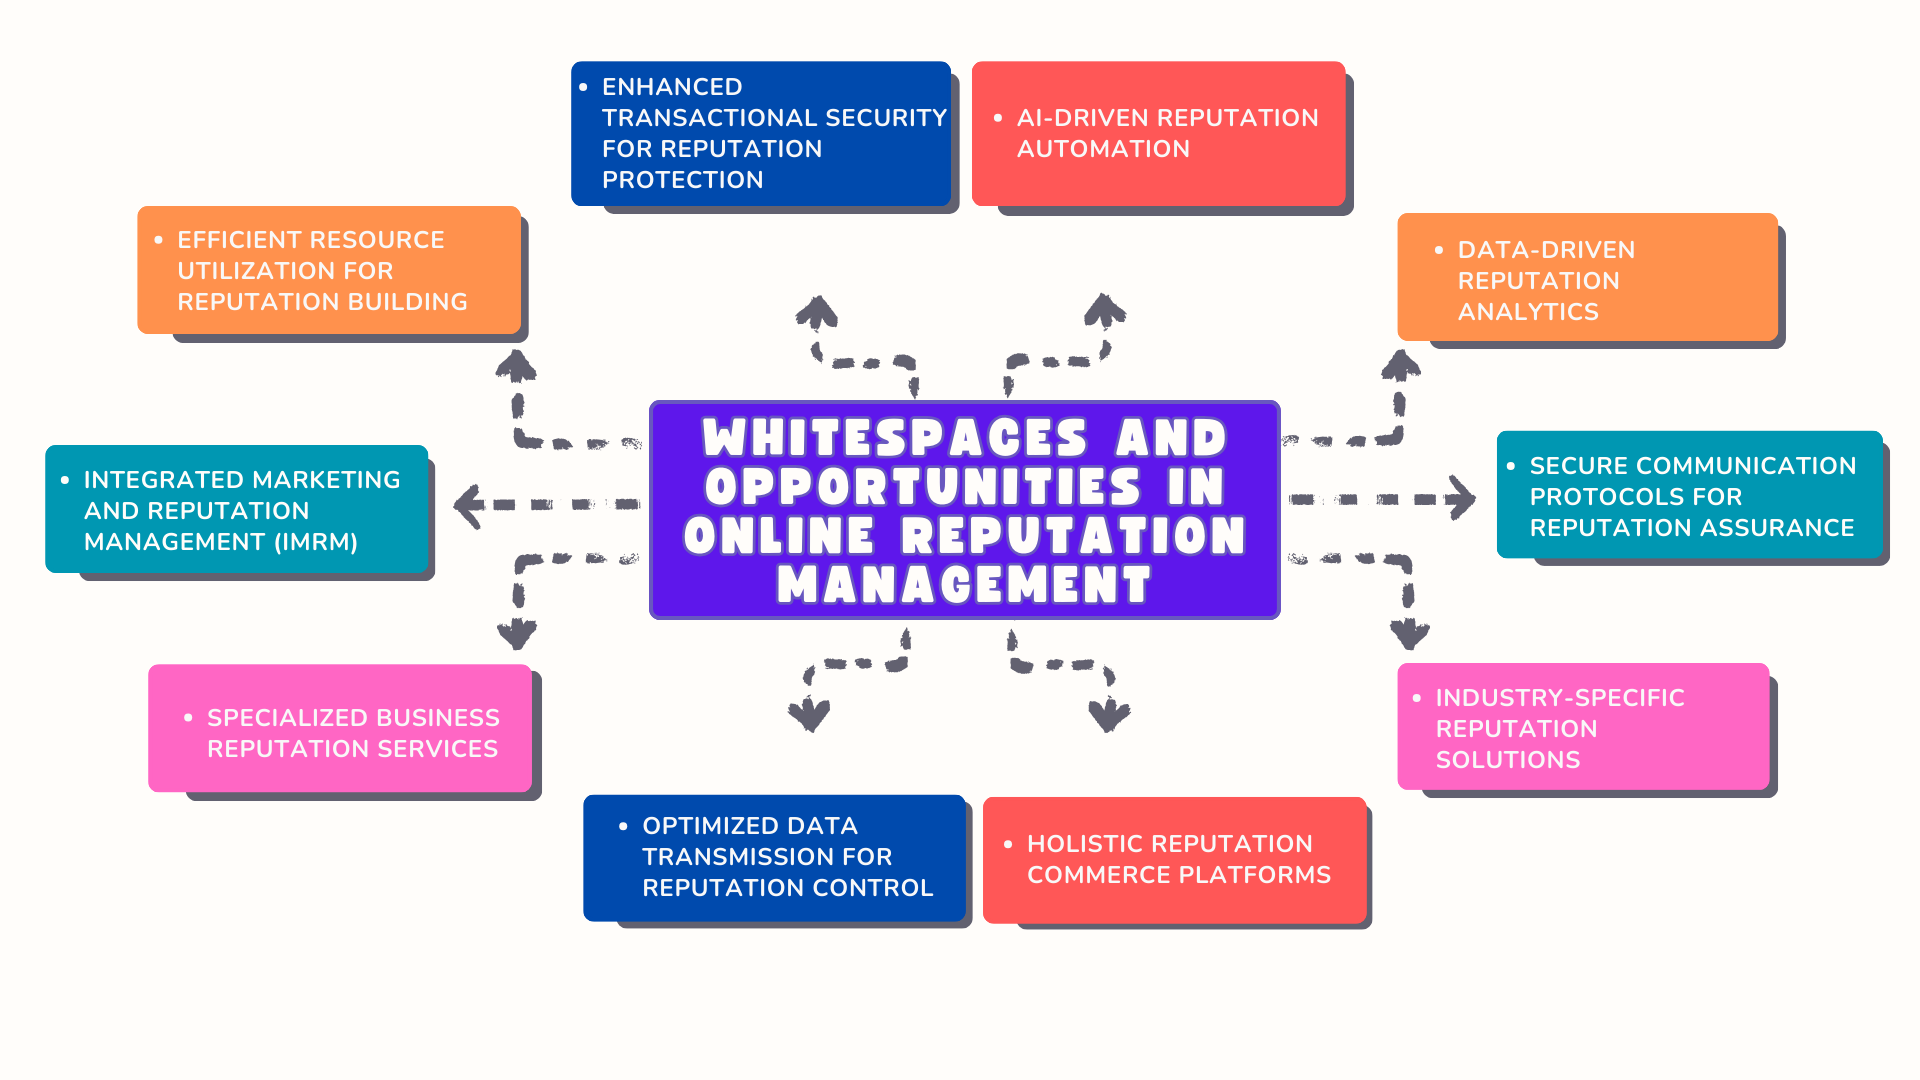 • ENHANCED
TRANSACTIONAL SECURITY
FOR REPUTATION
PROTECTION
• AI-DRIVEN REPUTATION
AUTOMATION
• EFFICIENT RESOURCE
UTILIZATION FOR
REPUTATION BUILDING
• DATA-DRIVEN
REPUTATION
ANALYTICS
• INTEGRATED MARKETING
AND REPUTATION
MANAGEMENT (IMRM)
WHITESPACES AND
OPPORTUNITIES IN
ONLINE REPUTATION
MANAGEMENT
• SECURE COMMUNICATION
PROTOCOLS FOR
REPUTATION ASSURANCE
• SPECIALIZED BUSINESS
REPUTATION SERVICES
• INDUSTRY-SPECIFIC
REPUTATION
SOLUTIONS
• OPTIMIZED DATA
TRANSMISSION FOR
REPUTATION CONTROL
• HOLISTIC REPUTATION
COMMERCE PLATFORMS